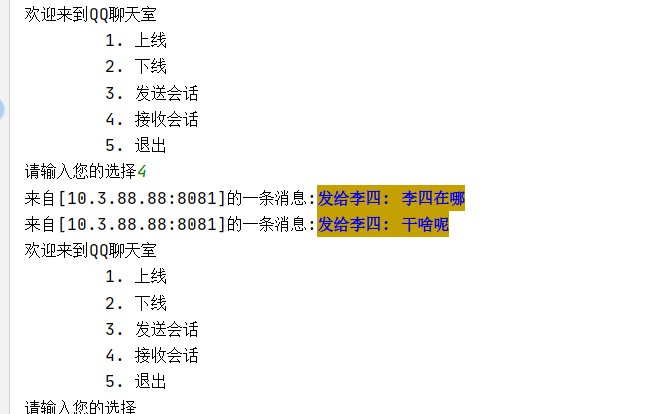 欢迎来到QQ聊天室
1. 上线
2. 下线
3. 发送会话
4. 接收会话
5. 退出
请输入您的选择4
来自[10.3.88.88:8081]的一条消息:发给李四: 李四在哪
来自[10.3.88.88:8081]的一条消息:发给李四: 干啥呢
欢迎来到QQ聊天室
1. 上线
2. 下线
3. 发送会话
4. 接收会话
5. 退出
请输入您的选择